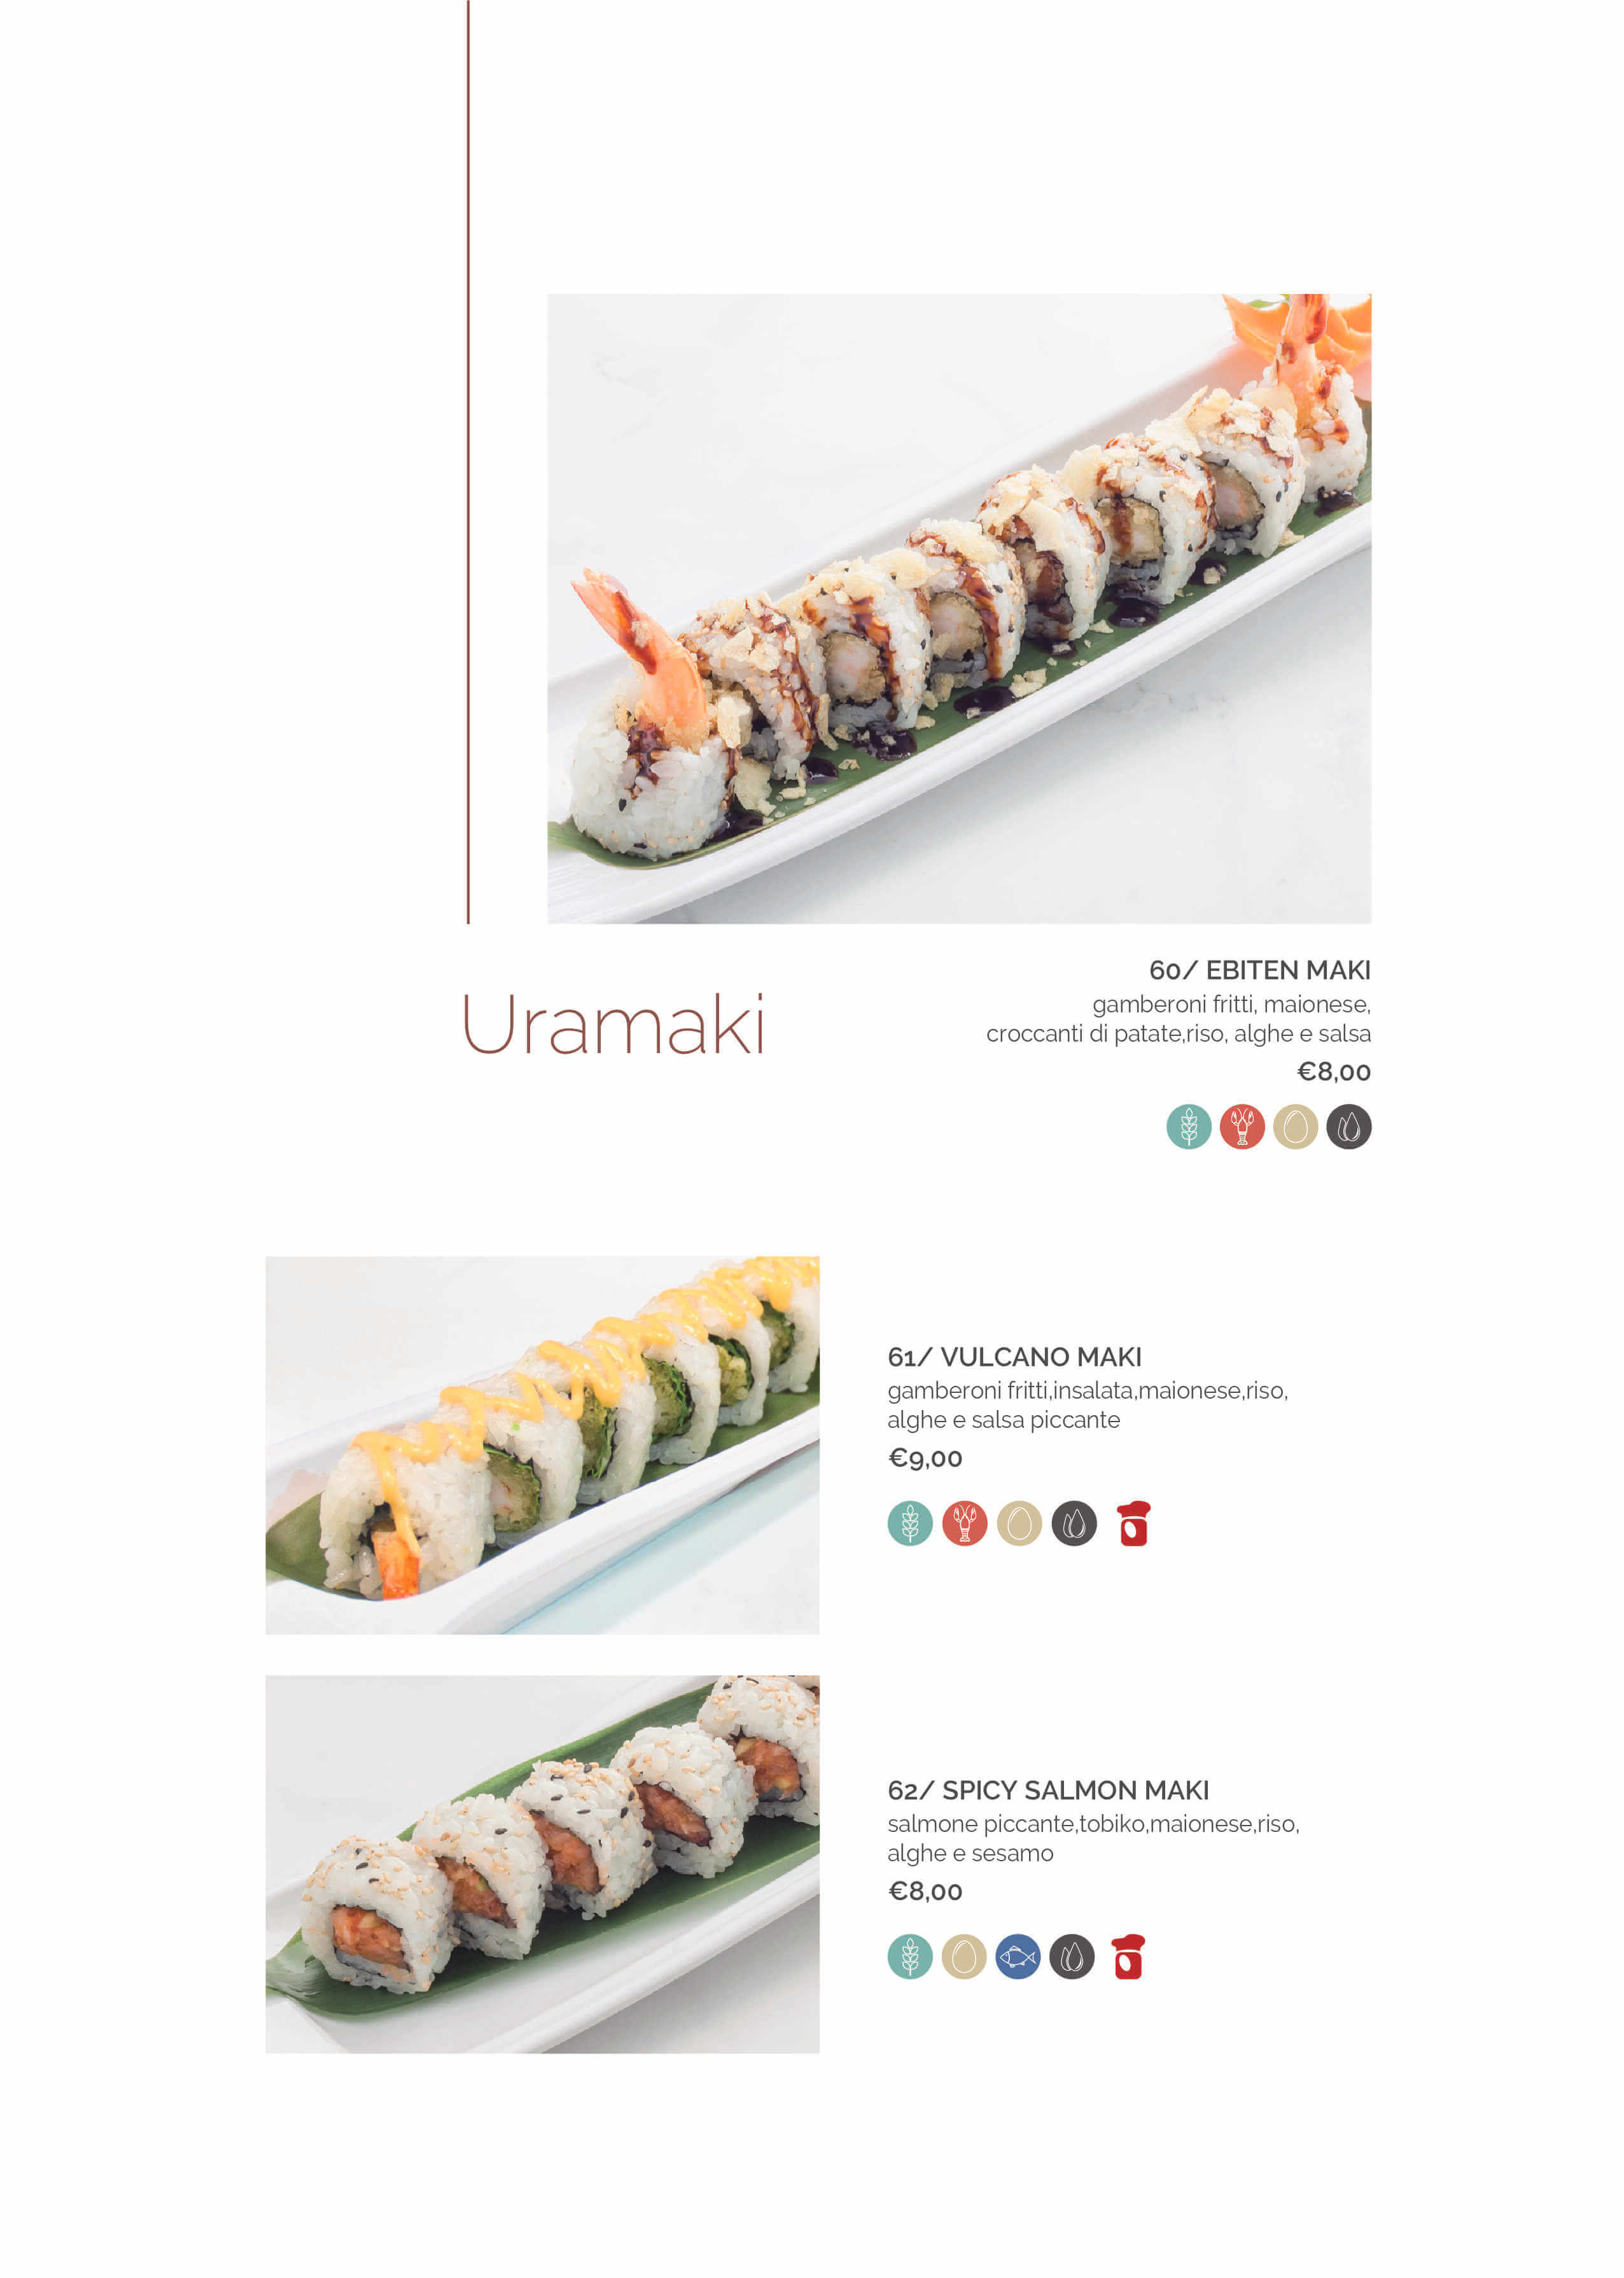 60/ EBITEN MAKI
gamberoni fritti, maionese,
croccanti di patate,riso, alghe e salsa
€8,00
Uramaki
61/ VULCANO MAKI
gamberoni fritti,insalata,maionese,riso,
alghe e salsa piccante
€9,00
62/ SPICY SALMON MAKI
salmone piccante,tobiko,maionese,riso,
alghe e sesamo
€8,00